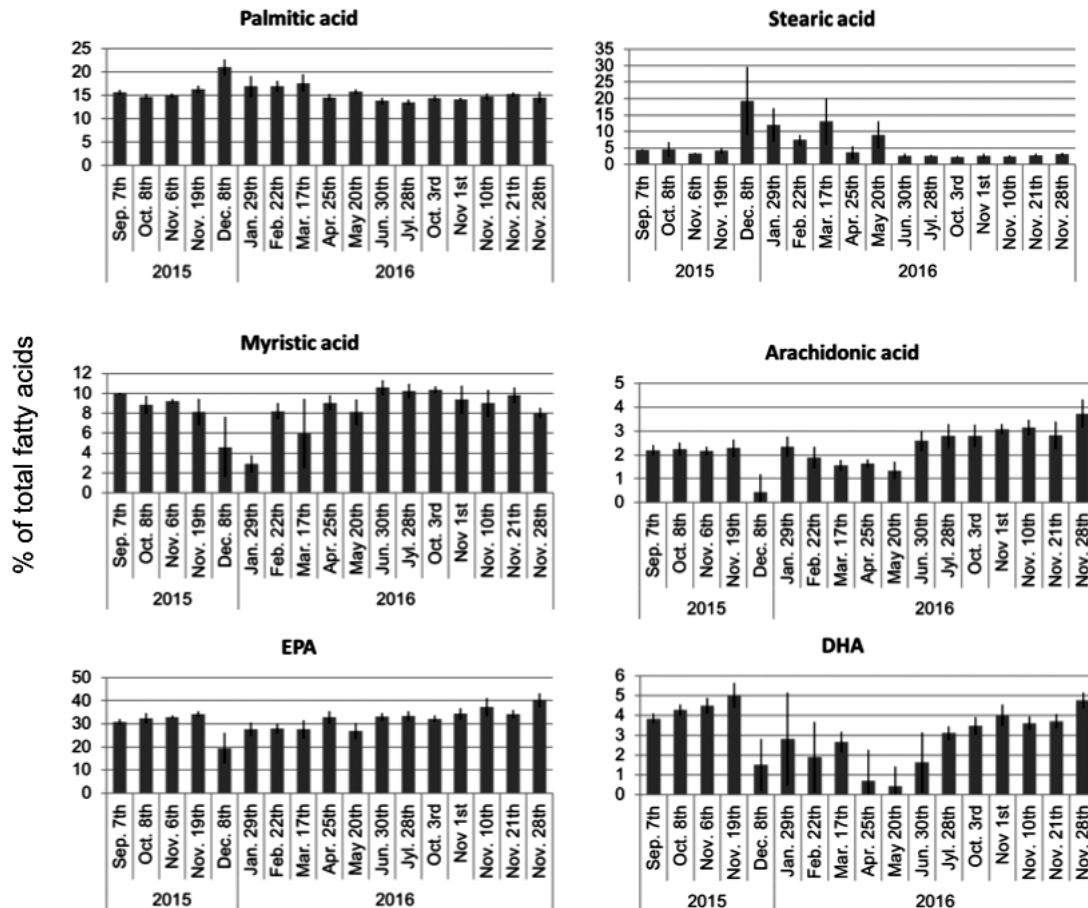 Palmitic acid
25
20
15
10
5
0
Sep. 7th
Oct. 8th
Nov. 6th
Nov. 19th
Dec. 8th
Jan. 29th
Feb. 22th
Mar. 17th
Apr. 25th
May 20th
Jun. 30th
Jyl. 28th
Oct. 3rd
Nov 1st
Nov. 10th
Nov. 21th
Nov. 28th
2015
2016
Stearic acid
35
30
25
20
15
10
5
0
Sep. 7th
Oct. 8th
Nov. 6th
Nov. 19th
Dec. 8th
Jan. 29th
Feb. 22th
Mar. 17th
Apr. 25th
May 20th
Jun. 30th
Jyl. 28th
Oct. 3rd
Nov 1st
Nov. 10th
Nov. 21th
Nov. 28th
2015
2016
% of total fatty acids
Myristic acid
12
10
8
6
4
2
0
Sep. 7th
Oct. 8th
Nov. 6th
Nov. 19th
Dec. 8th
Jan. 29th
Feb. 22th
Mar. 17th
Apr. 25th
May 20th
Jun. 30th
Jyl. 28th
Oct. 3rd
Nov 1st
Nov. 10th
Nov. 21th
Nov. 28th
2015
2016
Arachidonic acid
5
4
3
2
1
0
Sep. 7th
Oct. 8th
Nov. 6th
Nov. 19th
Dec. 8th
Jan. 29th
Feb. 22th
Mar. 17th
Apr. 25th
May 20th
Jun. 30th
Jyl. 28th
Oct. 3rd
Nov 1st
Nov. 10th
Nov. 21th
Nov. 28th
2015
2016
EPA
50
40
30
20
10
0
Sep. 7th
Oct. 8th
Nov. 6th
Nov. 19th
Dec. 8th
Jan. 29th
Feb. 22th
Mar. 17th
Apr. 25th
May 20th
Jun. 30th
Jyl. 28th
Oct. 3rd
Nov 1st
Nov. 10th
Nov. 21th
Nov. 28th
2015
2016
DHA
6
5
4
3
2
1
0
Sep. 7th
Oct. 8th
Nov. 6th
Nov. 19th
Dec. 8th
Jan. 29th
Feb. 22th
Mar. 17th
Apr. 25th
May 20th
Jun. 30th
Jyl. 28th
Oct. 3rd
Nov 1st
Nov. 10th
Nov. 21th
Nov. 28th
2015
2016